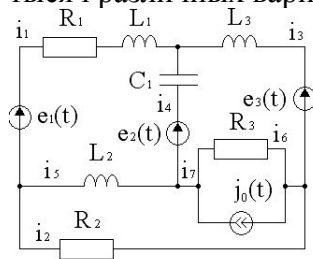 R₁ L₁ L₃
i₁ i₃
C₁
i₄ e₃(t)
e₁(t) e₂(t) R₃ i₆
i₅ L₂ i₇ j₀(t)
i₂ R₂